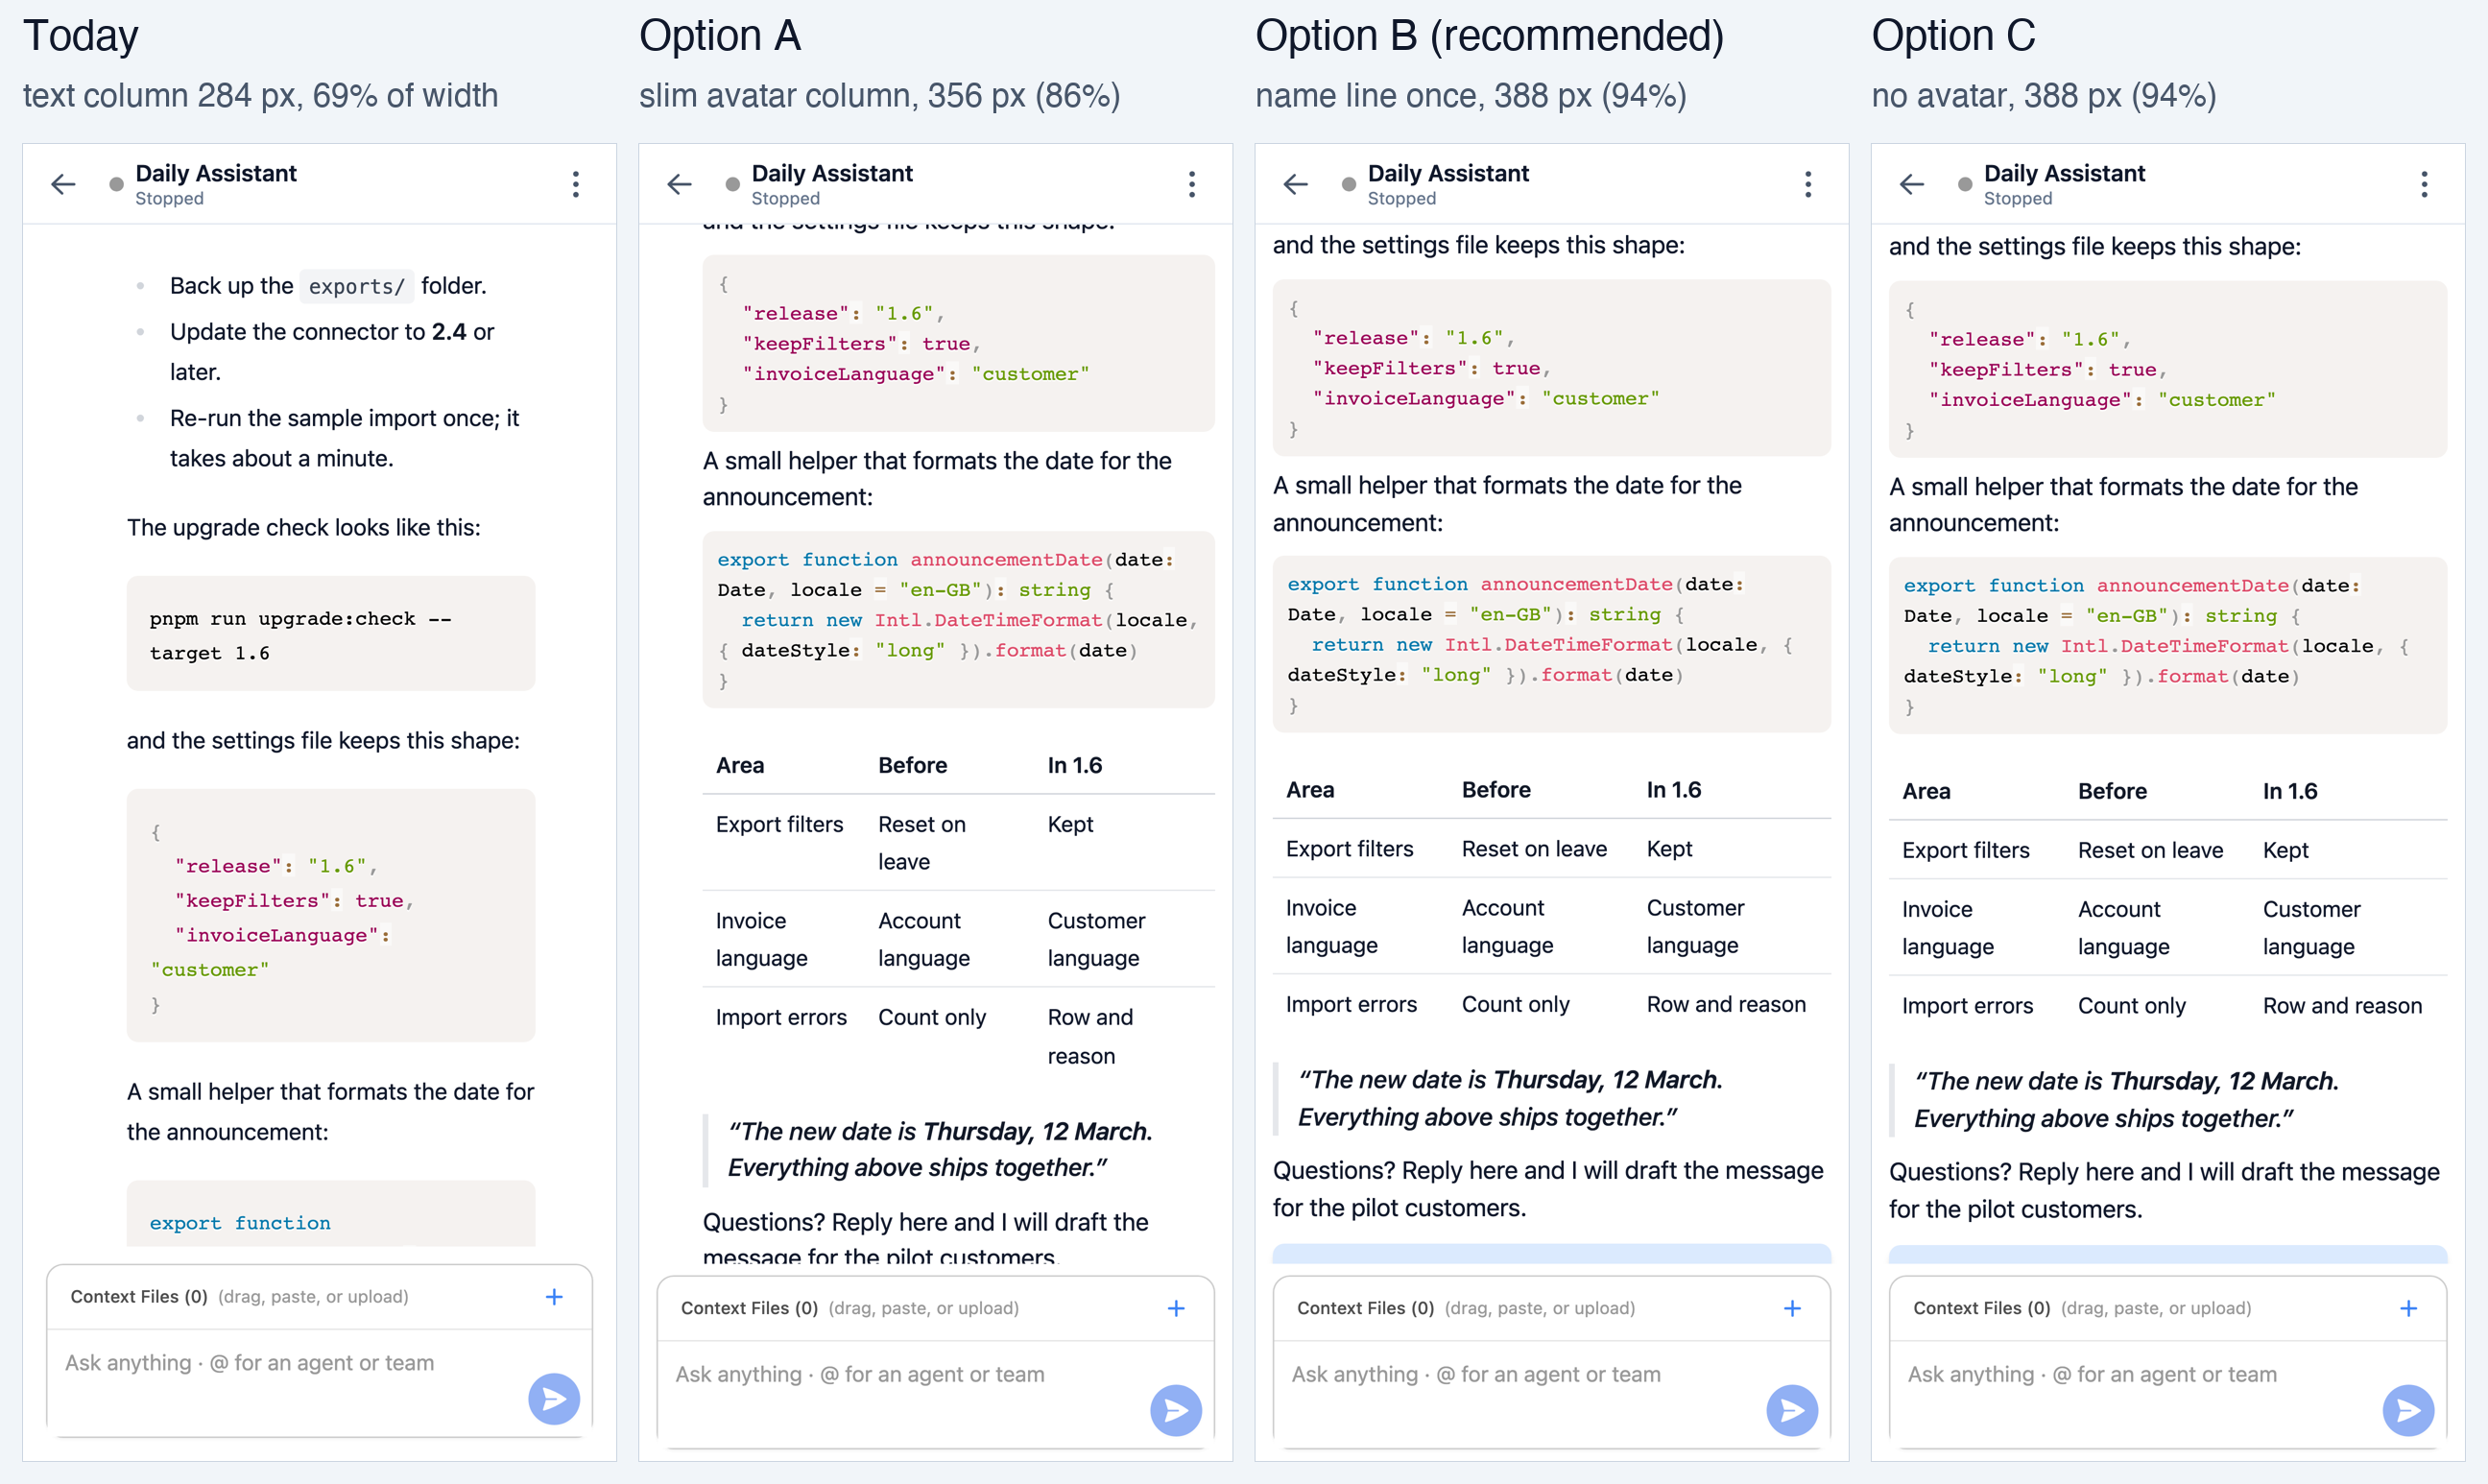 Today
text column 284 px, 69% of width
Daily Assistant
Stopped
Back up the exports/ folder.
Update the connector to 2.4 or
later.
Re-run the sample import once; it
takes about a minute.
The upgrade check looks like this:
pnpm run upgrade:check --
target 1.6
and the settings file keeps this shape:
{
"release": "1.6",
"keepFilters": true,
"invoiceLanguage":
"customer"
}
A small helper that formats the date for
the announcement:
export function
Context Files (0) (drag, paste, or upload)
Ask anything · @ for an agent or team
Option A
slim avatar column, 356 px (86%)
Daily Assistant
Stopped
and the settings file keeps this shape:
{
"release": "1.6",
"keepFilters": true,
"invoiceLanguage": "customer"
}
A small helper that formats the date for the
announcement:
export function announcementDate(date:
Date, locale = "en-GB"): string {
return new Intl.DateTimeFormat(locale,
{ dateStyle: "long" }).format(date)
}
Area Before In 1.6
Export filters Reset on Kept
leave
Invoice Account Customer
language language language
Import errors Count only Row and
reason
“The new date is Thursday, 12 March.
Everything above ships together.”
Questions? Reply here and I will draft the
message for the pilot customers.
Context Files (0) (drag, paste, or upload)
Ask anything · @ for an agent or team
Option B (recommended)
name line once, 388 px (94%)
Daily Assistant
Stopped
and the settings file keeps this shape:
{
"release": "1.6",
"keepFilters": true,
"invoiceLanguage": "customer"
}
A small helper that formats the date for the
announcement:
export function announcementDate(date:
Date, locale = "en-GB"): string {
return new Intl.DateTimeFormat(locale, {
dateStyle: "long" }).format(date)
}
Area Before In 1.6
Export filters Reset on leave Kept
Invoice Account Customer
language language language
Import errors Count only Row and reason
“The new date is Thursday, 12 March.
Everything above ships together.”
Questions? Reply here and I will draft the message
for the pilot customers.
Context Files (0) (drag, paste, or upload)
Ask anything · @ for an agent or team
Option C
no avatar, 388 px (94%)
Daily Assistant
Stopped
and the settings file keeps this shape:
{
"release": "1.6",
"keepFilters": true,
"invoiceLanguage": "customer"
}
A small helper that formats the date for the
announcement:
export function announcementDate(date:
Date, locale = "en-GB"): string {
return new Intl.DateTimeFormat(locale, {
dateStyle: "long" }).format(date)
}
Area Before In 1.6
Export filters Reset on leave Kept
Invoice Account Customer
language language language
Import errors Count only Row and reason
“The new date is Thursday, 12 March.
Everything above ships together.”
Questions? Reply here and I will draft the message
for the pilot customers.
Context Files (0) (drag, paste, or upload)
Ask anything · @ for an agent or team